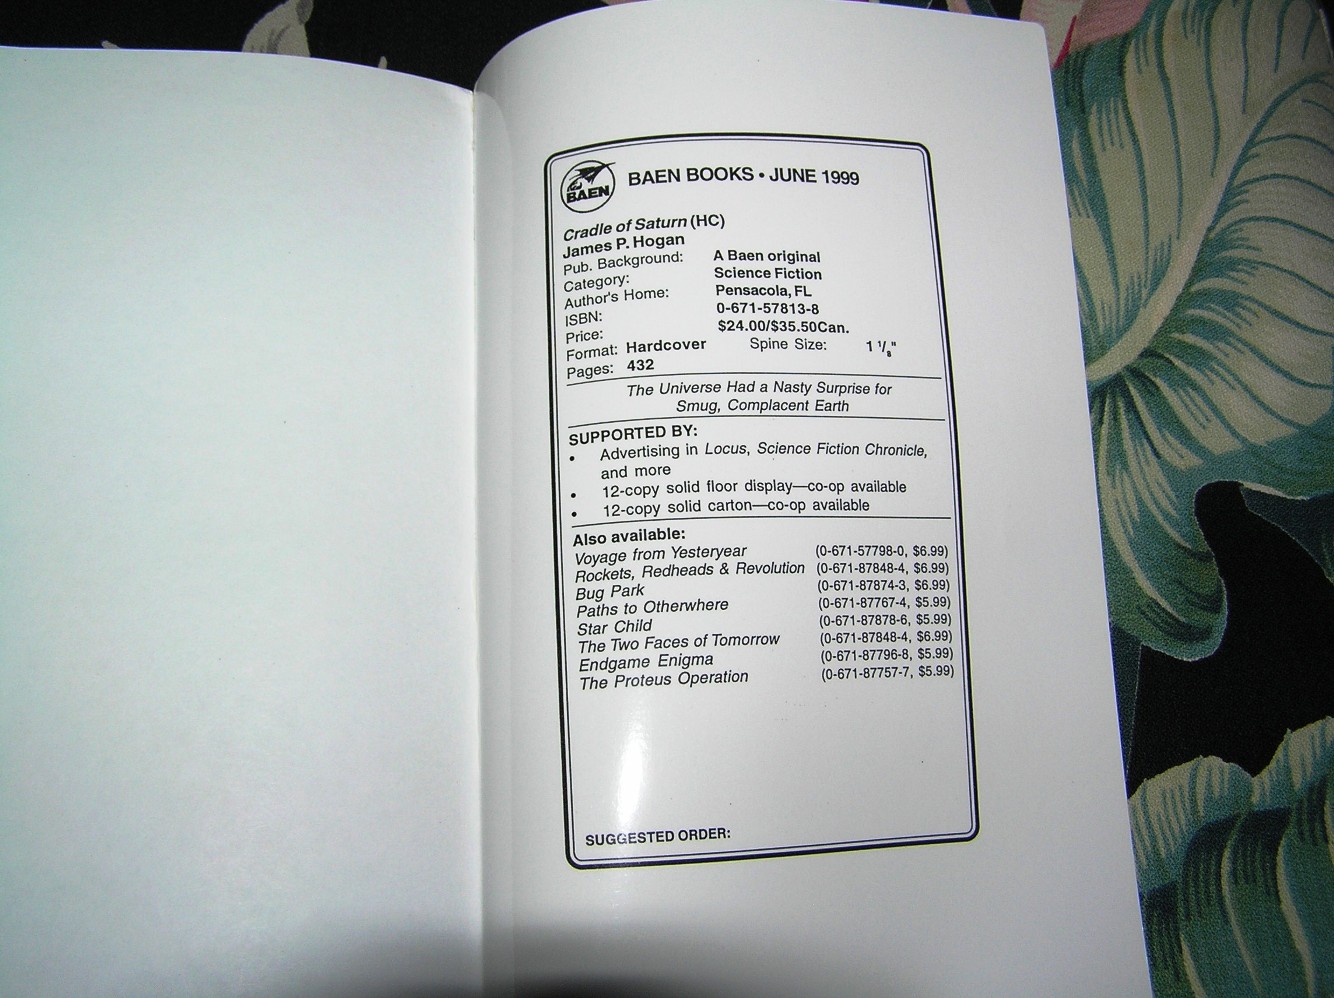 BAEN
BAEN BOOKS • JUNE 1999
Cradle of Saturn (HC)
James P. Hogan
Pub. Background: A Baen original
Category: Science Fiction
Author's Home: Pensacola, FL
ISBN: 0-671-57813-8
Price: $24.00/$35.50Can.
Format: Hardcover Spine Size: 1 1/8"
Pages: 432
The Universe Had a Nasty Surprise for
Smug, Complacent Earth
SUPPORTED BY:
• Advertising in Locus, Science Fiction Chronicle,
and more
• 12-copy solid floor display—co-op available
• 12-copy solid carton—co-op available
Also available:
Voyage from Yesteryear (0-671-57798-0, $6.99)
Rockets, Redheads & Revolution (0-671-87848-4, $6.99)
Bug Park (0-671-87874-3, $6.99)
Paths to Otherwhere (0-671-87767-4, $5.99)
Star Child (0-671-87878-6, $5.99)
The Two Faces of Tomorrow (0-671-87848-4, $6.99)
Endgame Enigma (0-671-87796-8, $5.99)
The Proteus Operation (0-671-87757-7, $5.99)
SUGGESTED ORDER: